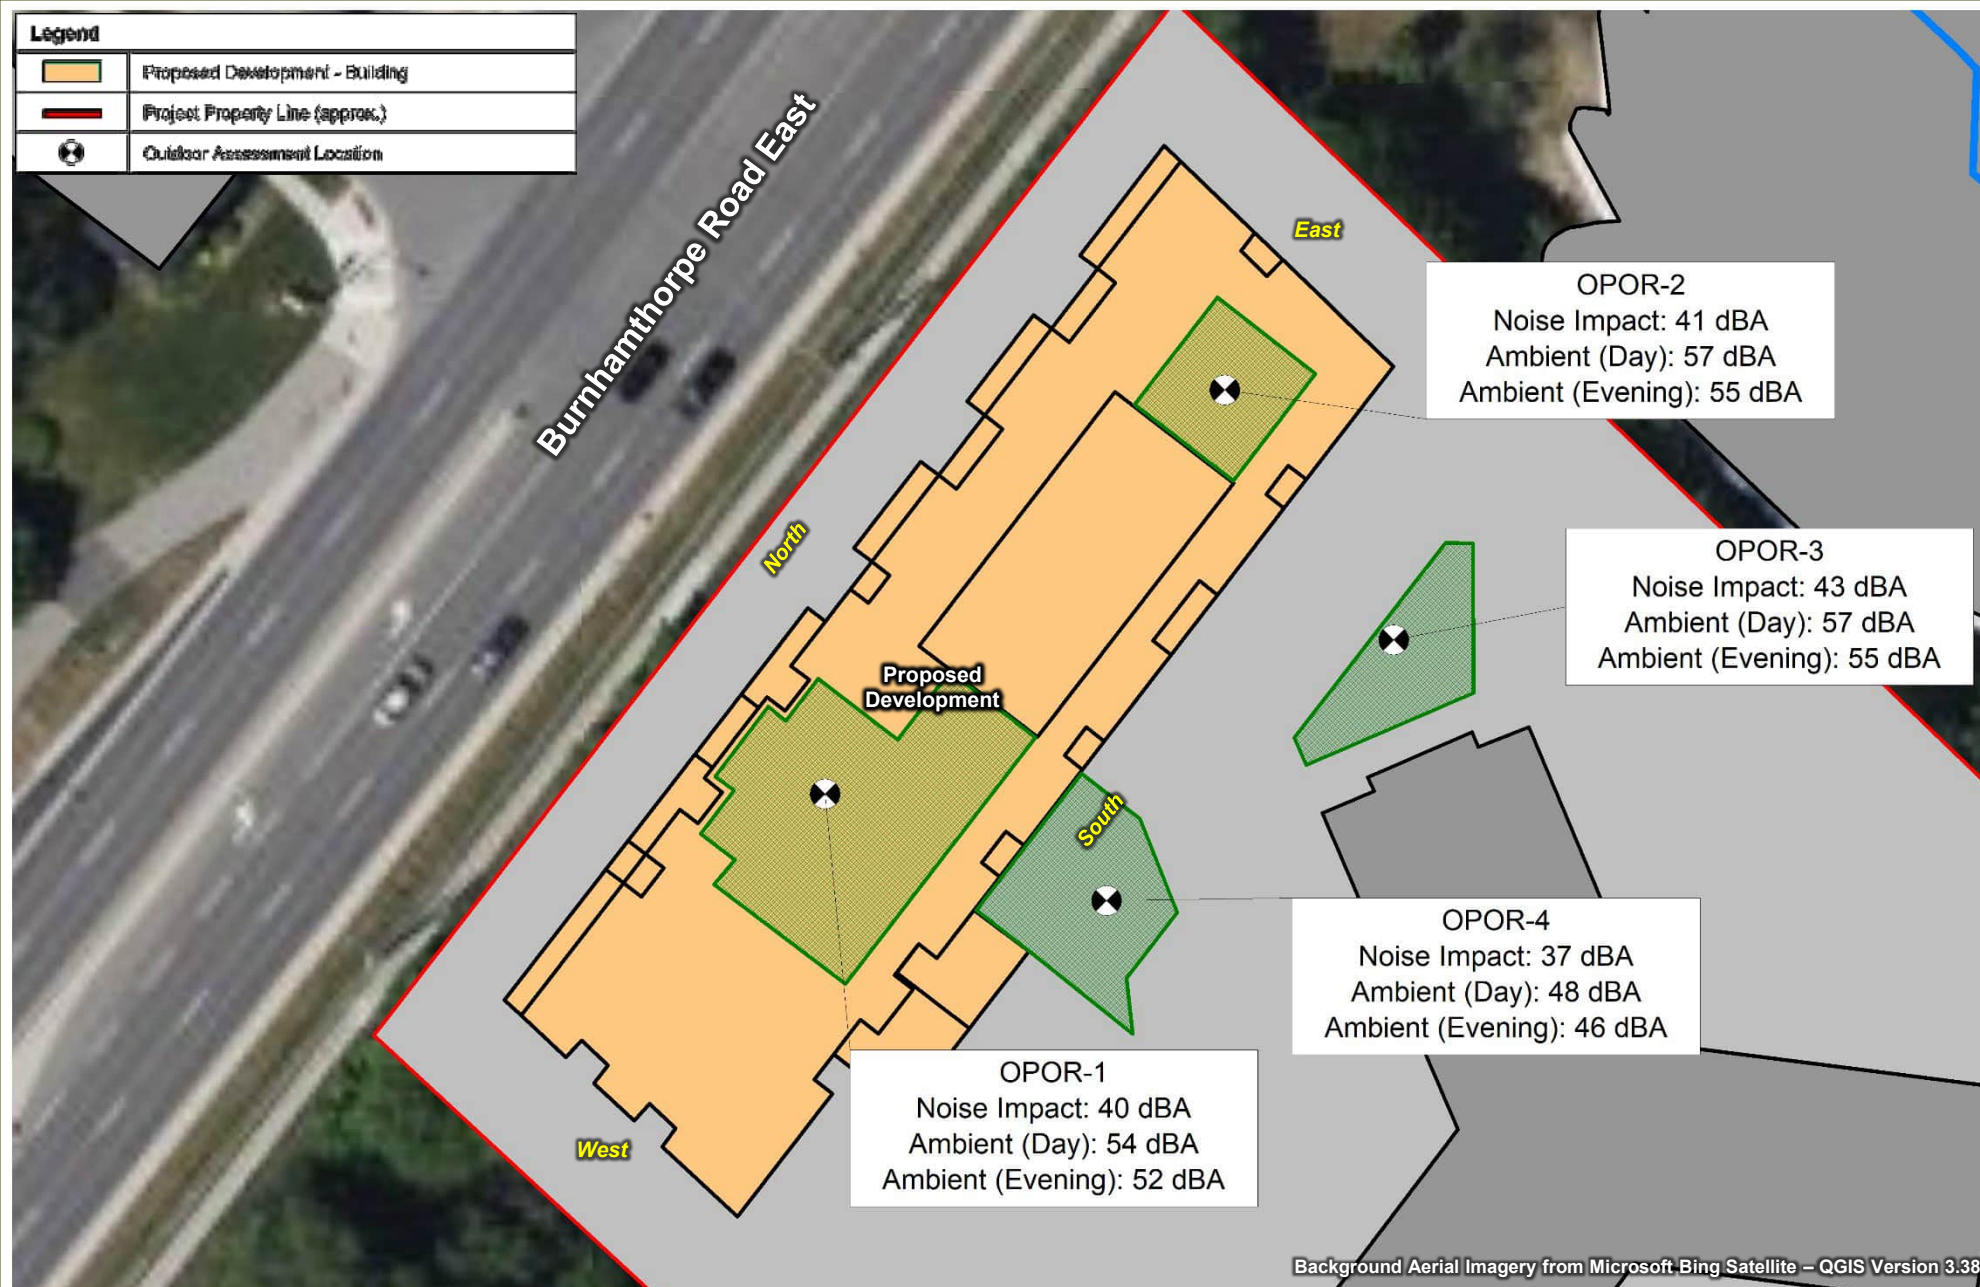 Legend
Proposed Development - Building
Project Property Line (approx.)
Outdoor Assessment Location
Burnhamthorpe Road East
East
OPOR-2
Noise Impact: 41 dBA
Ambient (Day): 57 dBA
Ambient (Evening): 55 dBA
North
OPOR-3
Noise Impact: 43 dBA
Ambient (Day): 57 dBA
Ambient (Evening): 55 dBA
Proposed
Development
South
OPOR-4
Noise Impact: 37 dBA
Ambient (Day): 48 dBA
Ambient (Evening): 46 dBA
OPOR-1
Noise Impact: 40 dBA
Ambient (Day): 54 dBA
Ambient (Evening): 52 dBA
West
Background Aerial Imagery from Microsoft Bing Satellite – QGIS Version 3.38